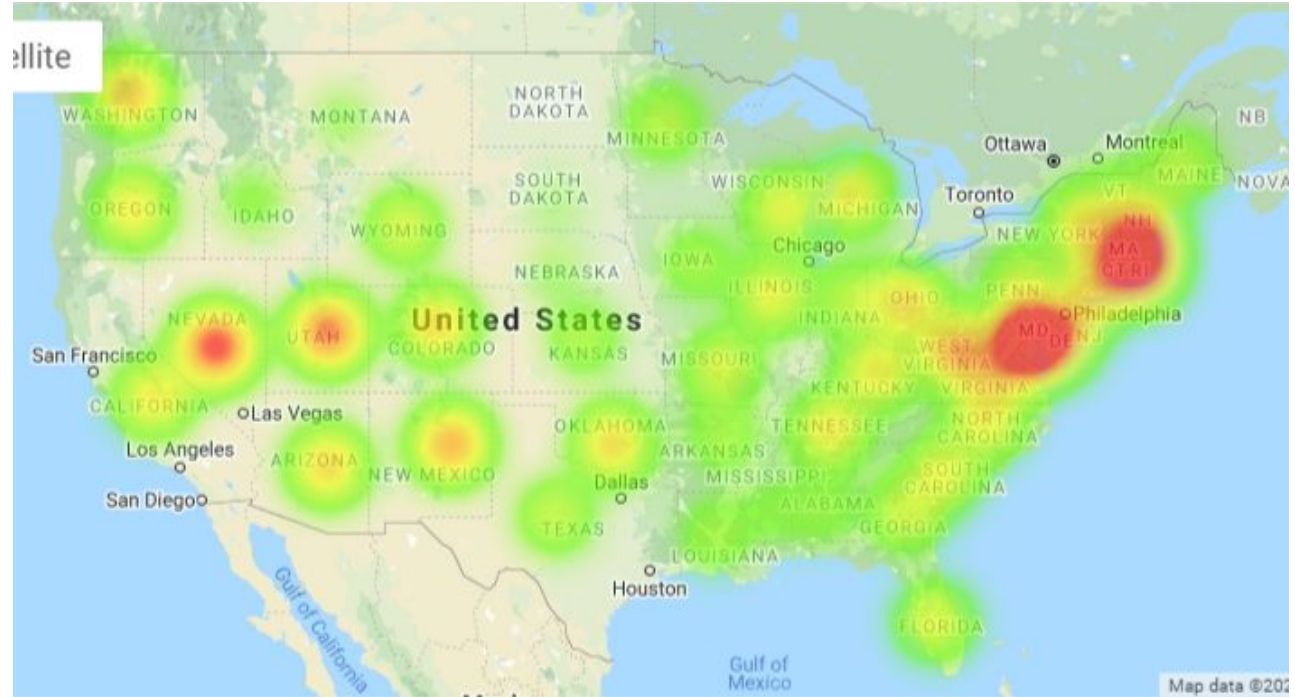 ellite
WASHINGTON
MONTANA
NORTH
DAKOTA
MINNESOTA
Ottawa
Montreal
NB
OREGON
IDAHO
WYOMING
SOUTH
DAKOTA
WISCONSIN
MICHIGAN
Toronto
VT
MAINE
NOVA
NH
NEW YORK
MA
CT RI
Chicago
IOWA
NEBRASKA
ILLINOIS
INDIANA
OHIO
PENN
Philadelphia
MD
DE NJ
NEVADA
UTAH
United States
COLORADO
KANSAS
MISSOURI
WEST
VIRGINIA
KENTUCKY
VIRGINIA
San Francisco
CALIFORNIA
Las Vegas
Los Angeles
ARIZONA
NEW MEXICO
OKLAHOMA
ARKANSAS
TENNESSEE
NORTH
CAROLINA
MISSISSIPPI
SOUTH
CAROLINA
San Diego
Dallas
TEXAS
ALABAMA
GEORGIA
LOUISIANA
Houston
Gulf of California
FLORIDA
Gulf of
Mexico
Map data ©202